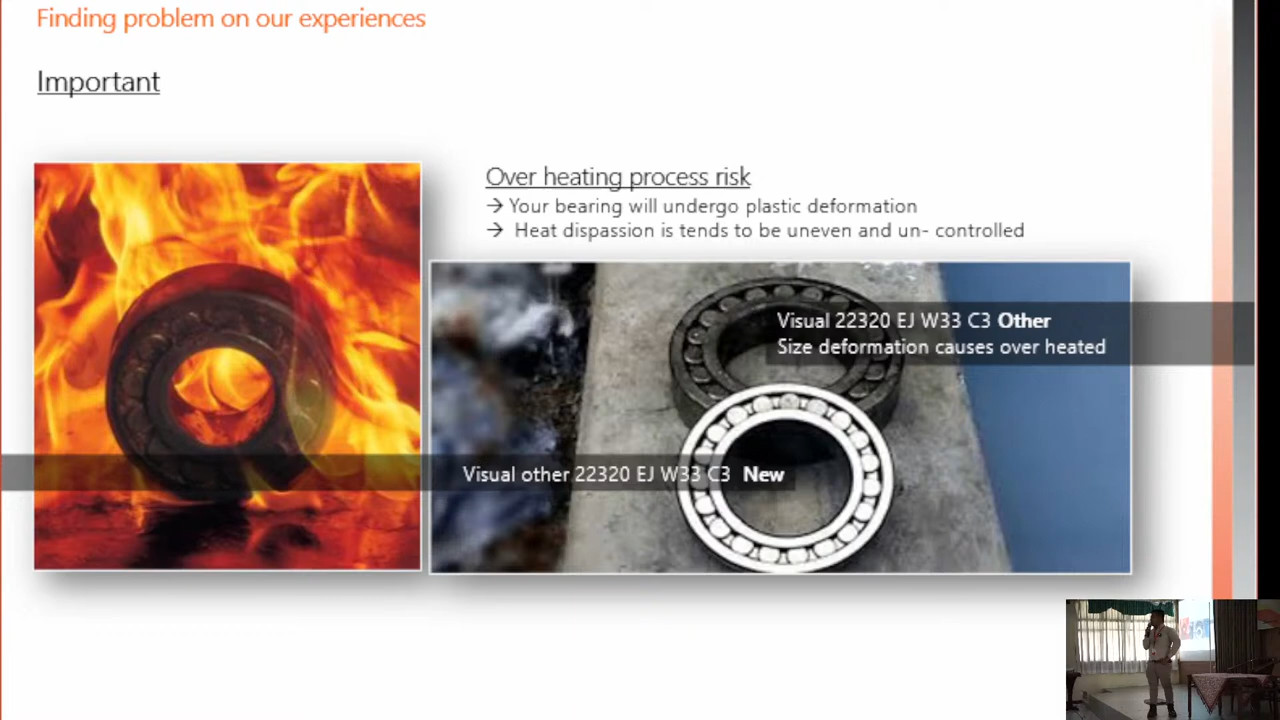 Finding problem on our experiences
Important
Over heating process risk
→ Your bearing will undergo plastic deformation
→ Heat dispassion is tends to be uneven and un- controlled
Visual 22320 EJ W33 C3 Other
Size deformation causes over heated
Visual other 22320 EJ W33 C3 New